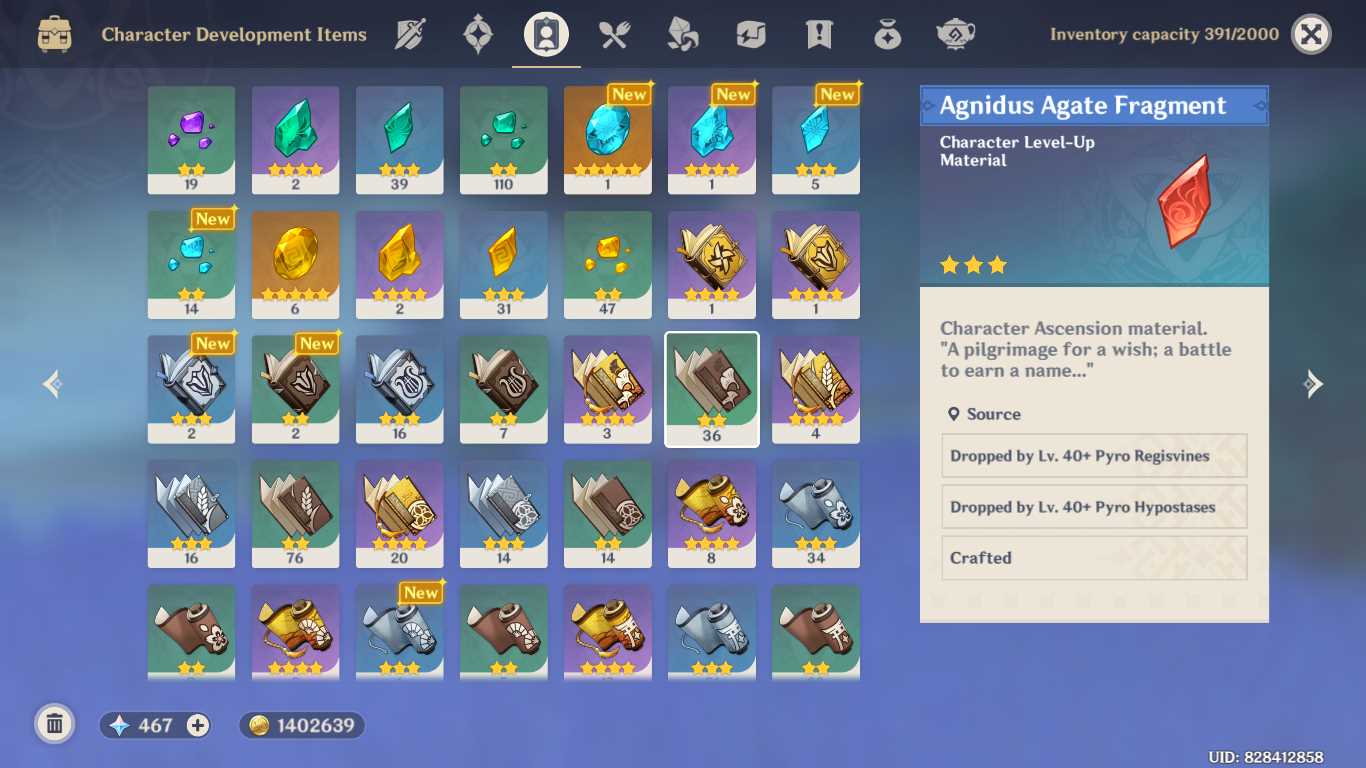 Character Development Items
Inventory capacity 391/2000
New
New
New
19
2
39
110
1
1
5
New
14
6
2
31
47
1
1
New
New
2
2
16
7
3
36
4
16
76
20
14
14
8
34
New
Agnidus Agate Fragment
Character Level-Up
Material
Character Ascension material.
"A pilgrimage for a wish; a battle
to earn a name..."
Source
Dropped by Lv. 40+ Pyro Regisvines
Dropped by Lv. 40+ Pyro Hypostases
Crafted
467
1402639
UID: 828412858